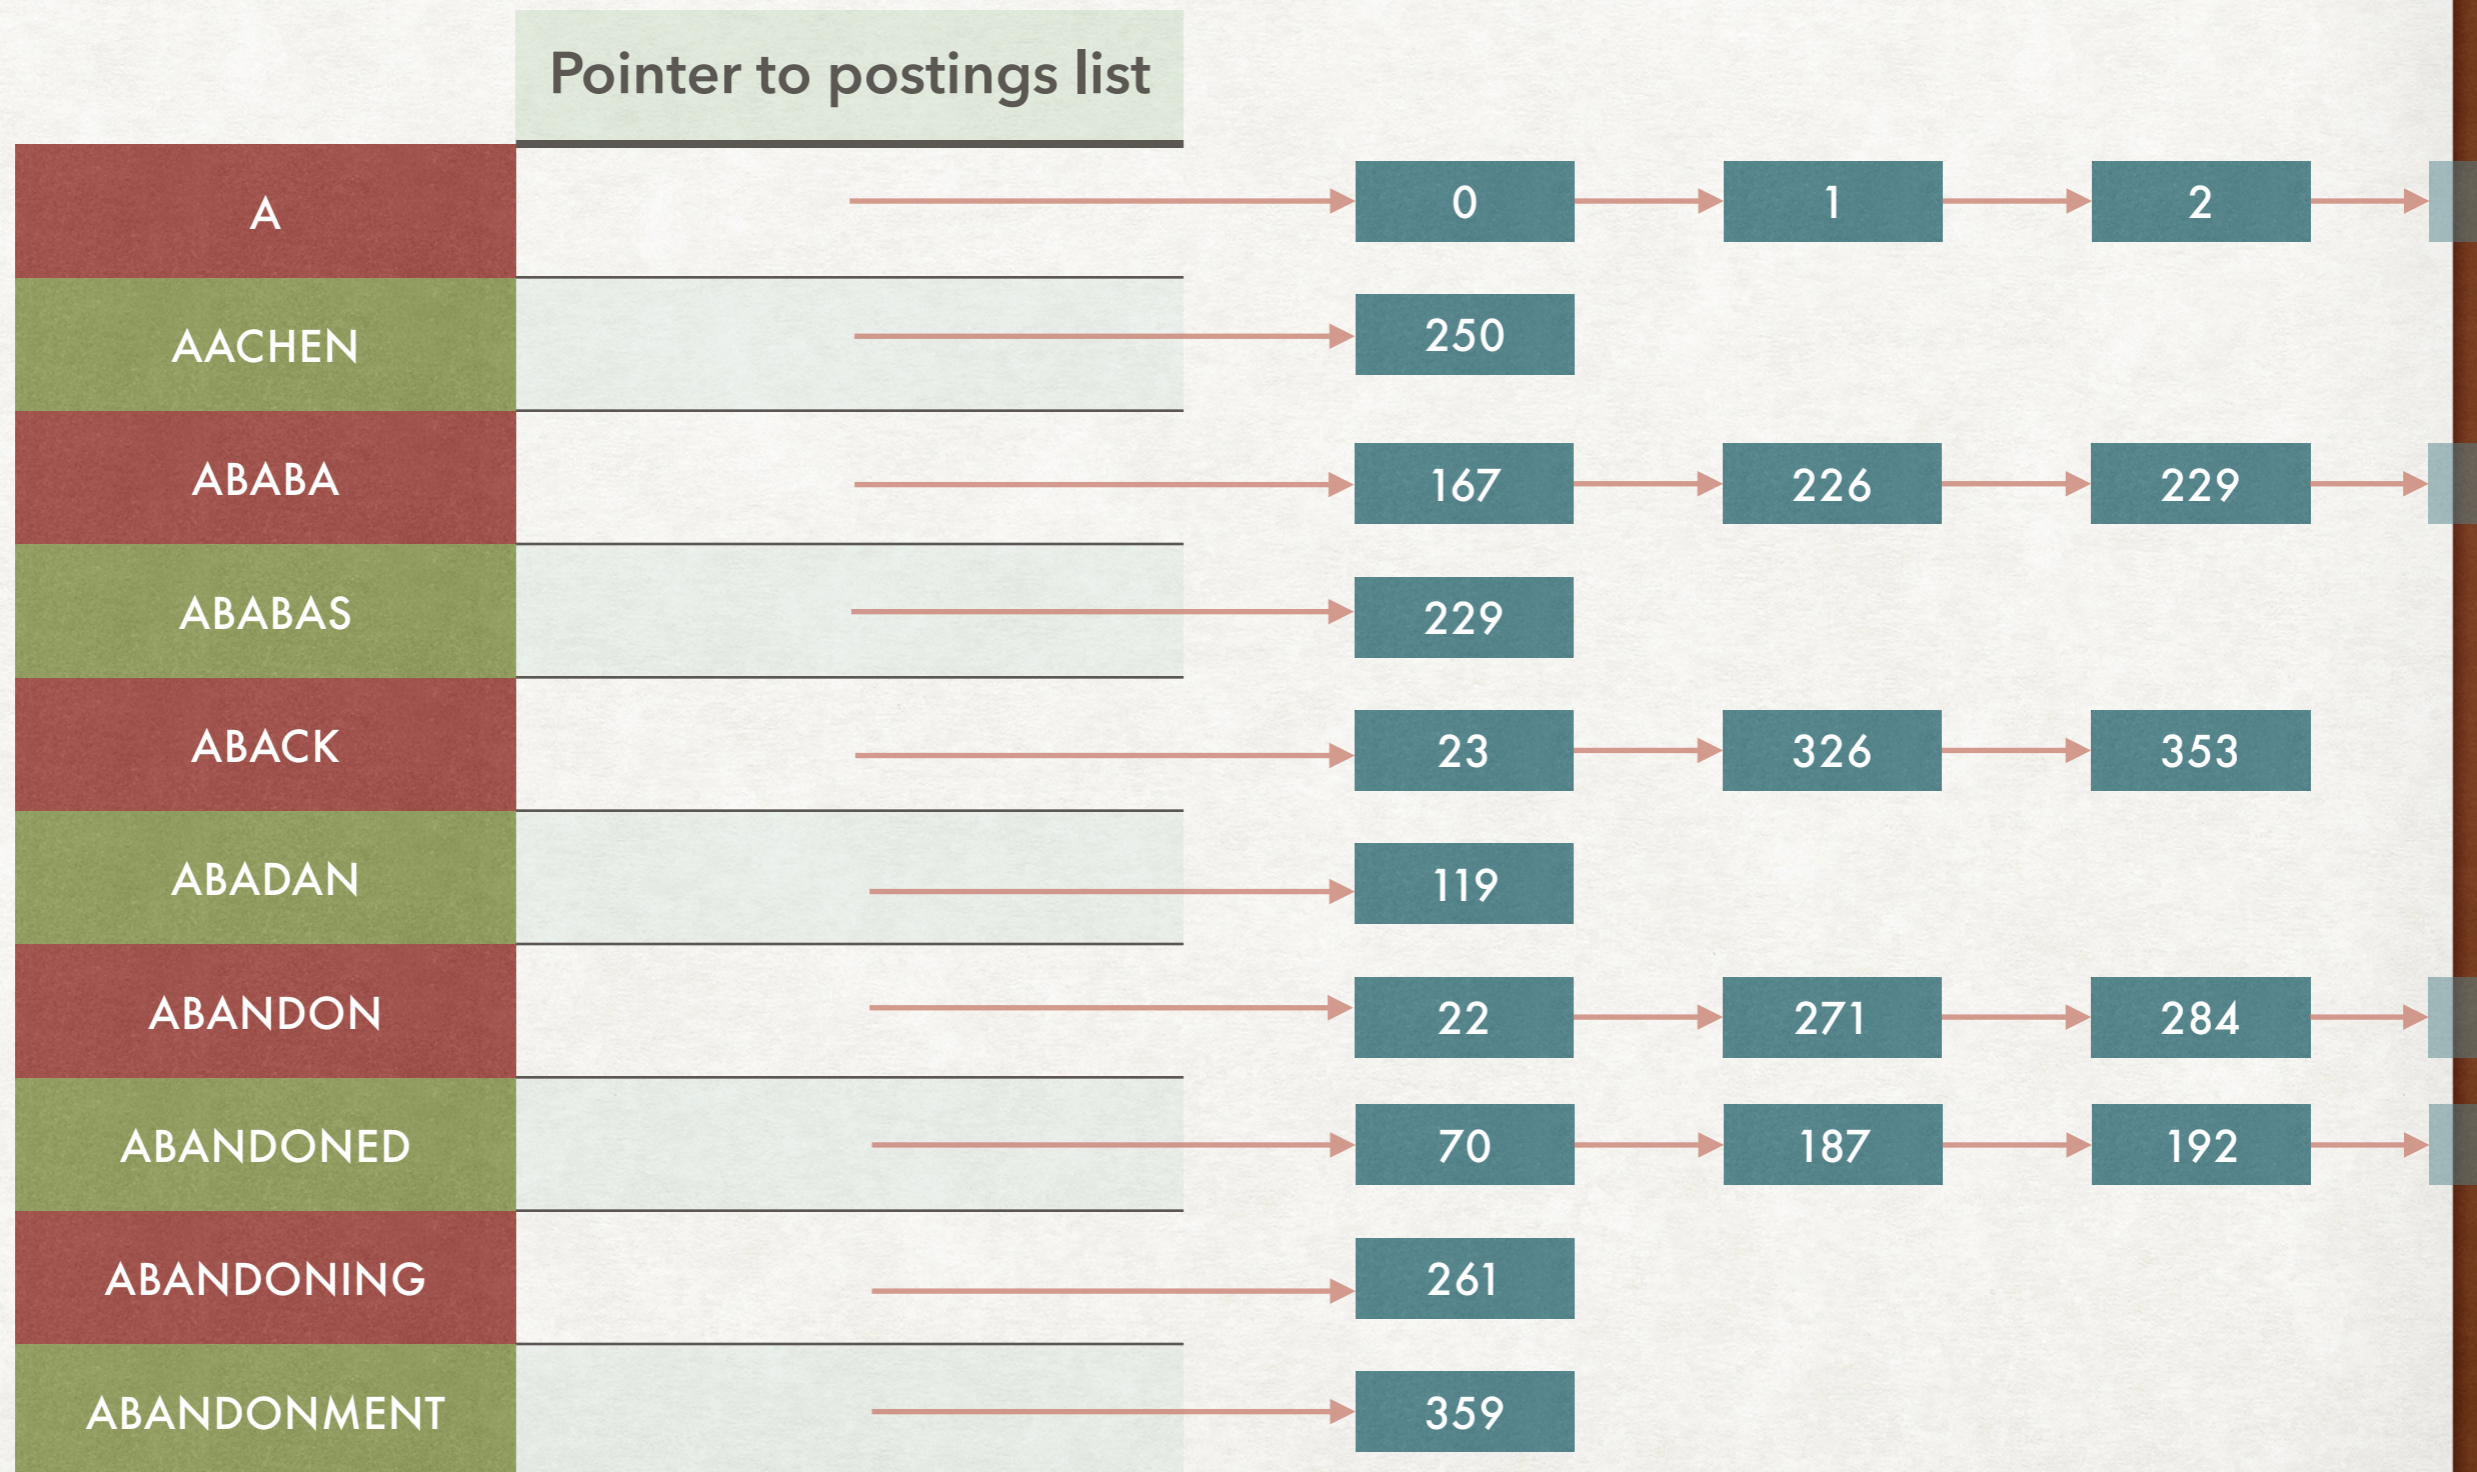 Pointer to postings list
A 0 1 2
AACHEN 250
ABABA 167 226 229
ABABAS 229
ABACK 23 326 353
ABADAN 119
ABANDON 22 271 284
ABANDONED 70 187 192
ABANDONING 261
ABANDONMENT 359